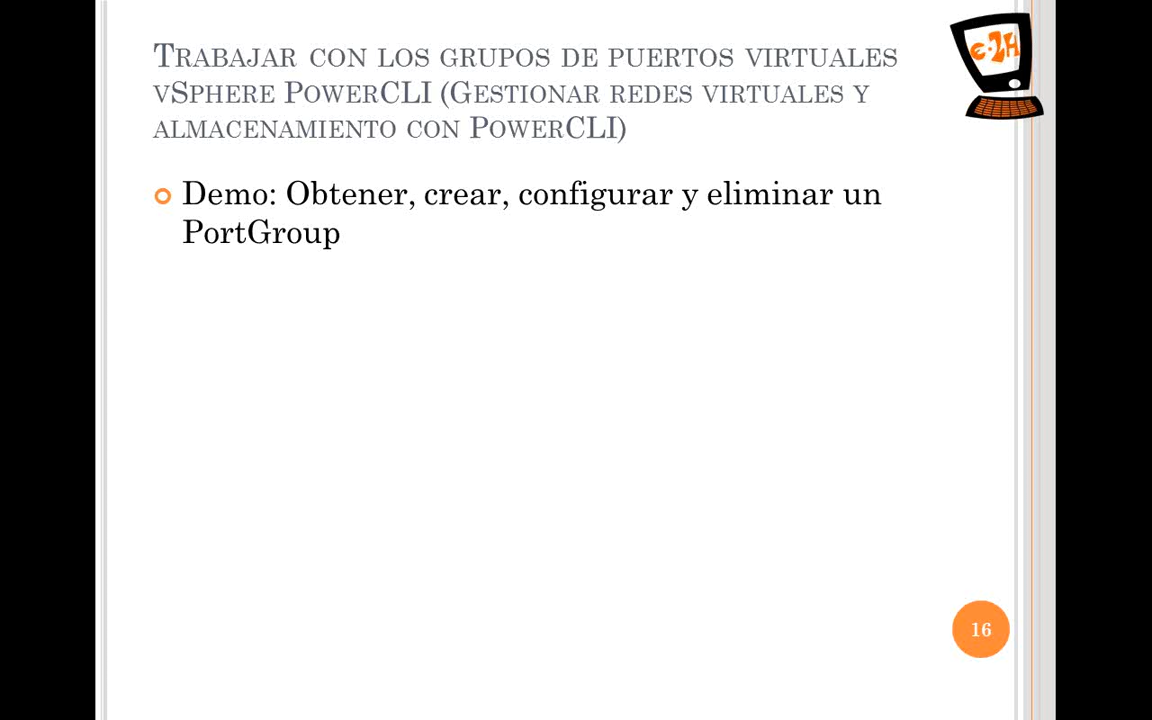 Trabajar con los grupos de puertos virtuales
vSphere PowerCLI (Gestionar redes virtuales y
almacenamiento con PowerCLI)
e-2H
Demo: Obtener, crear, configurar y eliminar un
PortGroup
16